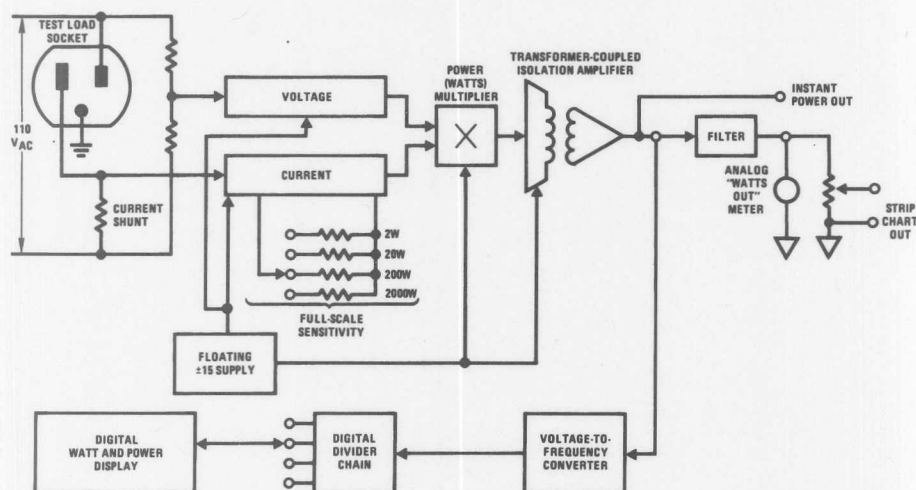 TEST LOAD
SOCKET
110
VAC
CURRENT
SHUNT
VOLTAGE
CURRENT
2W
20W
200W
2000W
FULL-SCALE
SENSITIVITY
FLOATING
±15 SUPPLY
POWER
(WATTS)
MULTIPLIER
X
TRANSFORMER-COUPLED
ISOLATION AMPLIFIER
INSTANT
POWER OUT
FILTER
ANALOG
"WATTS
OUT"
METER
STRIP
CHART
OUT
DIGITAL
WATT AND POWER
DISPLAY
DIGITAL
DIVIDER
CHAIN
VOLTAGE-TO-
FREQUENCY
CONVERTER